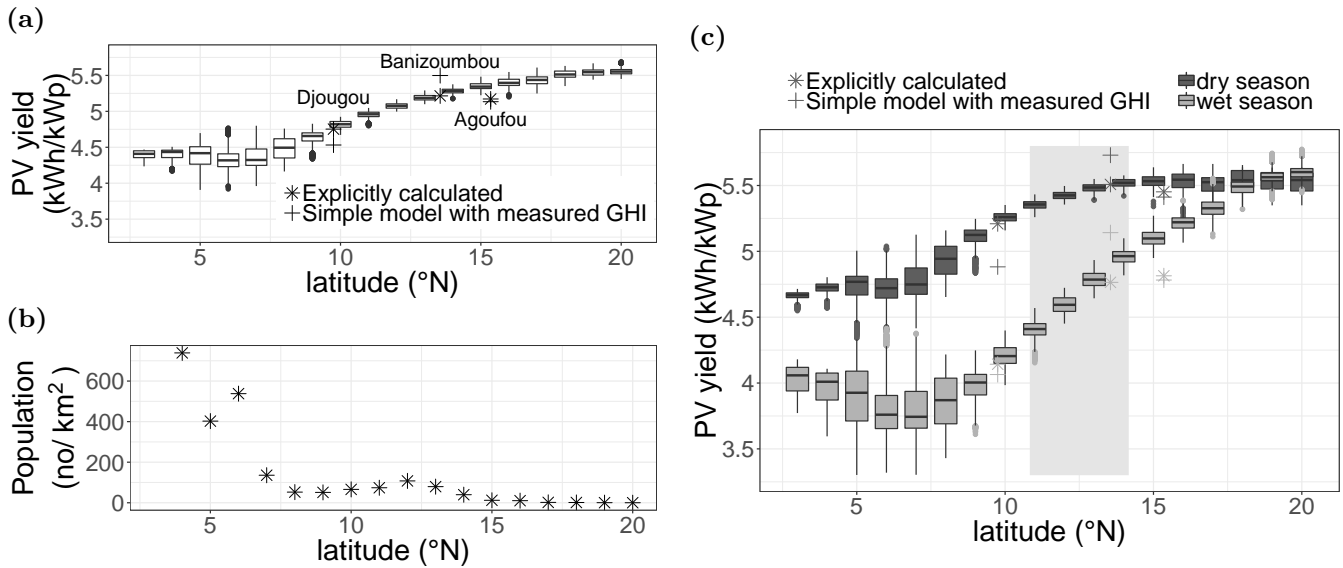 (a)
PV yield
(kWh/kWp)
5.5
5
4.5
4
3.5
Banizoumbou
Djougou
Agoufou
Explicitly calculated
Simple model with measured GHI
5
10
15
20
latitude (°N)
(b)
Population
(no/ km²)
600
400
200
0
5
10
15
20
latitude (°N)
(c)
Explicitly calculated
Simple model with measured GHI
dry season
wet season
PV yield (kWh/kWp)
5.5
5
4.5
4
3.5
5
10
15
20
latitude (°N)